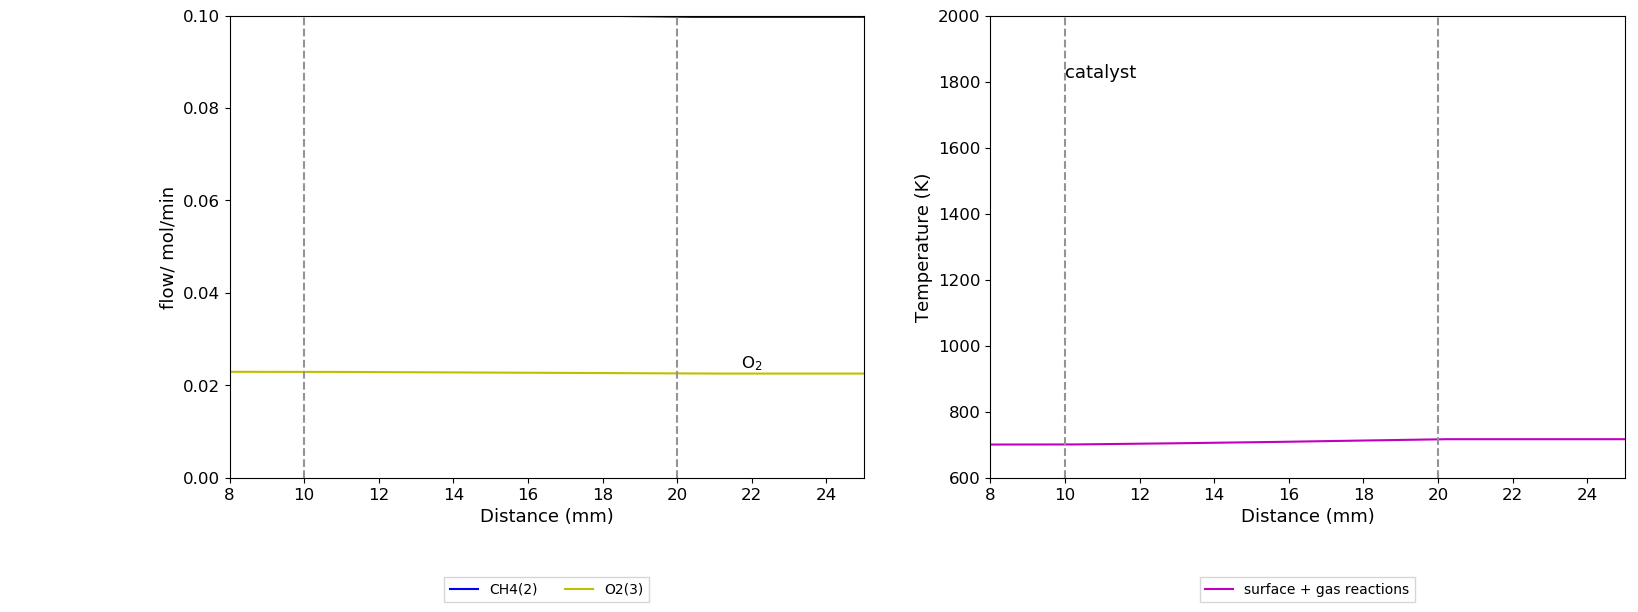 0.10
0.08
0.06
0.04
0.02
0.00
flow/ mol/min
O₂
8 10 12 14 16 18 20 22 24
Distance (mm)
CH4(2) O2(3)
2000
1800
1600
1400
1200
1000
800
600
Temperature (K)
catalyst
8 10 12 14 16 18 20 22 24
Distance (mm)
surface + gas reactions